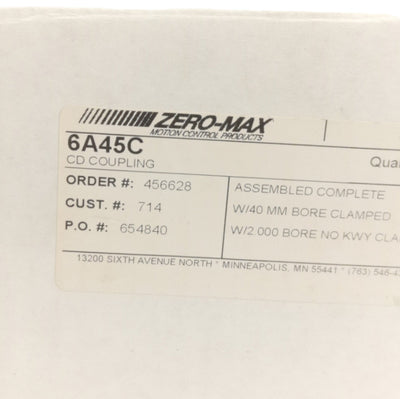 ZERO-MAX
MOTION CONTROL PRODUCTS
6A45C
CD COUPLING
ORDER #: 456628
CUST. #: 714
P.O. #: 654840
ASSEMBLED COMPLETE
W/40 MM BORE CLAMPED
W/2.000 BORE NO KWY
13200 SIXTH AVENUE NORTH * MINNEAPOLIS, MN 55441 * (763)